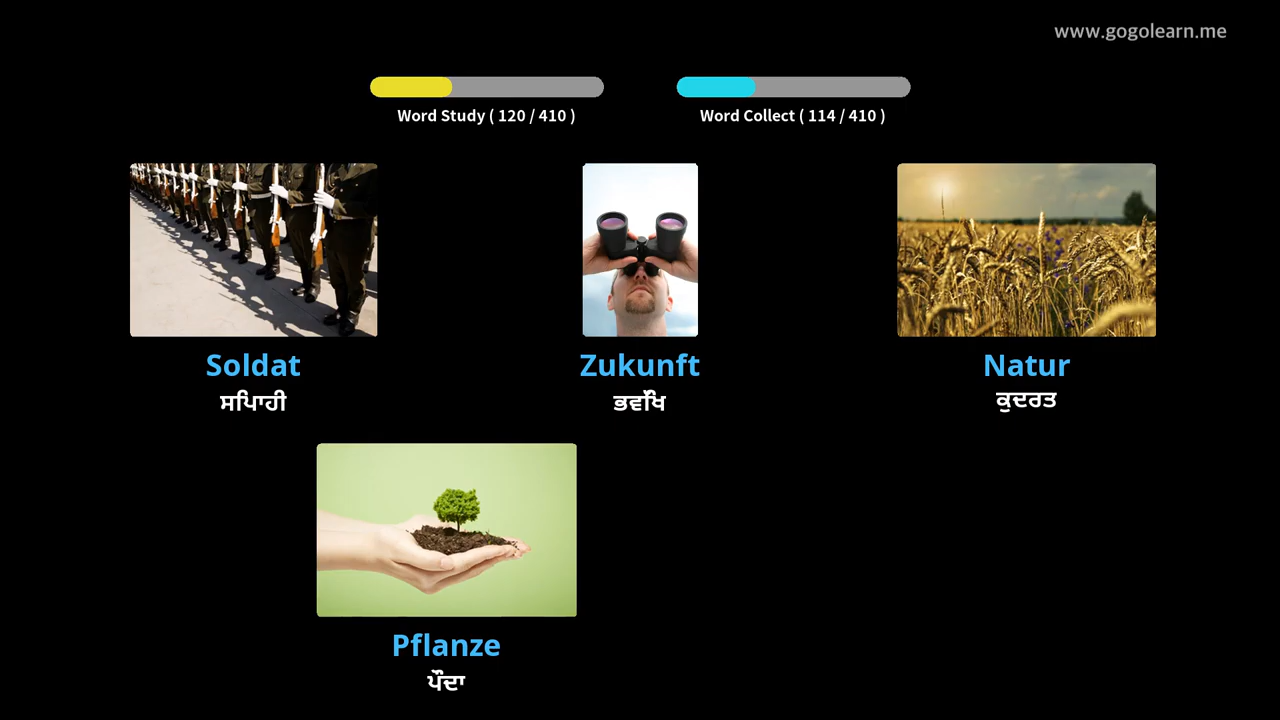 www.gogolearn.me
Word Study ( 120 / 410 )
Word Collect ( 114 / 410 )
Soldat
ਸਿਪਾਹੀ
Zukunft
ਭਵਿੱਖ
Natur
ਕੁਦਰਤ
Pflanze
ਪੌਦਾ